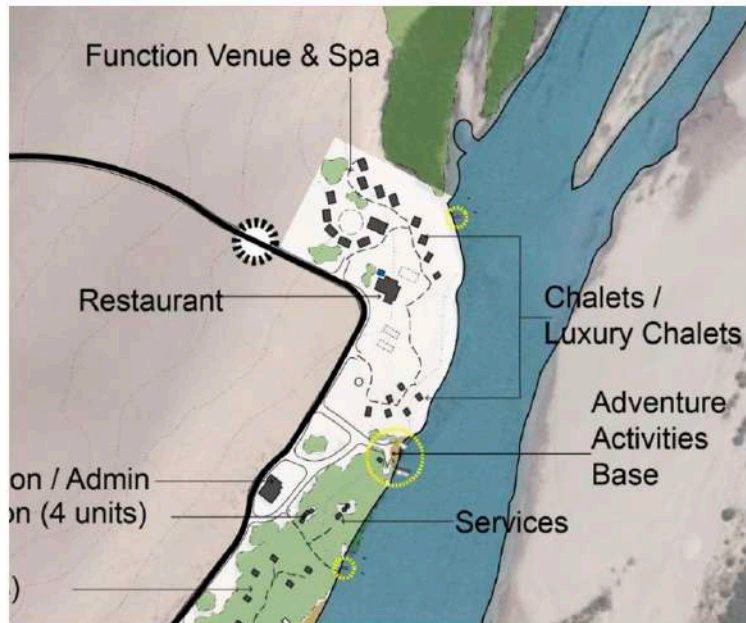 Function Venue & Spa
Restaurant
Chalets /
Luxury Chalets
Adventure
Activities
Base
on / Admin
on (4 units)
Services
)